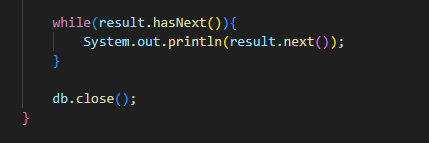 while(result.hasNext()){
System.out.println(result.next());
}
db.close();
}